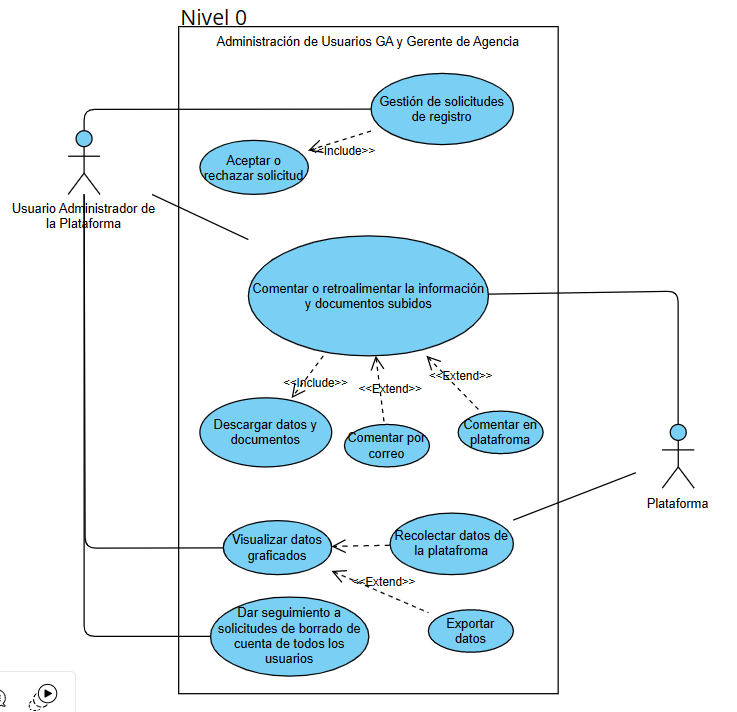 Nivel 0
Administración de Usuarios GA y Gerente de Agencia
Gestión de solicitudes
de registro
<<Include>>
Aceptar o
rechazar solicitud
Usuario Administrador de
la Plataforma
Comentar o retroalimentar la información
y documentos subidos
<<Include>>
<<Extend>>
<<Extend>>
Descargar datos y
documentos
Comentar por
correo
Comentar en
platafroma
Plataforma
Visualizar datos
graficados
Recolectar datos de
la platafroma
<<Extend>>
Dar seguimiento a
solicitudes de borrado de
cuenta de todos los
usuarios
Exportar
datos